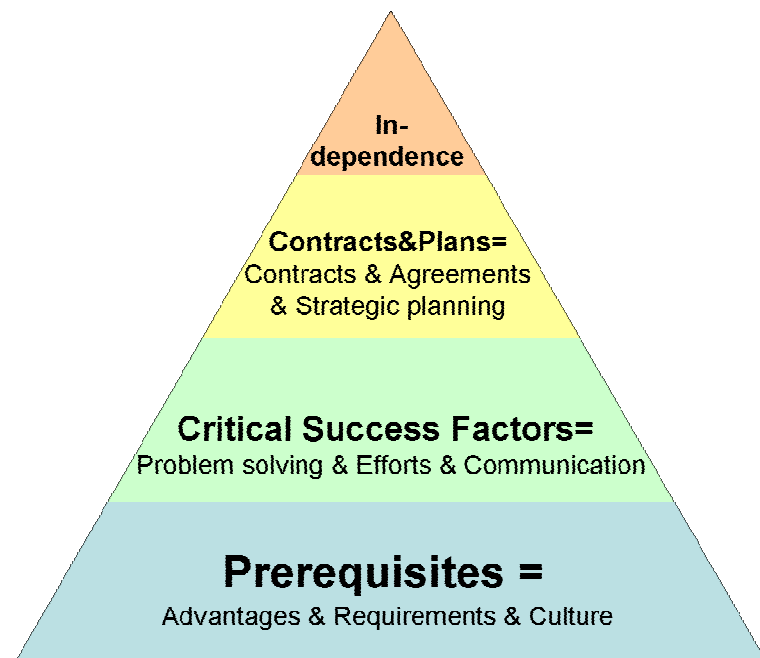 In-
dependence
Contracts&Plans=
Contracts & Agreements
& Strategic planning
Critical Success Factors=
Problem solving & Efforts & Communication
Prerequisites =
Advantages & Requirements & Culture